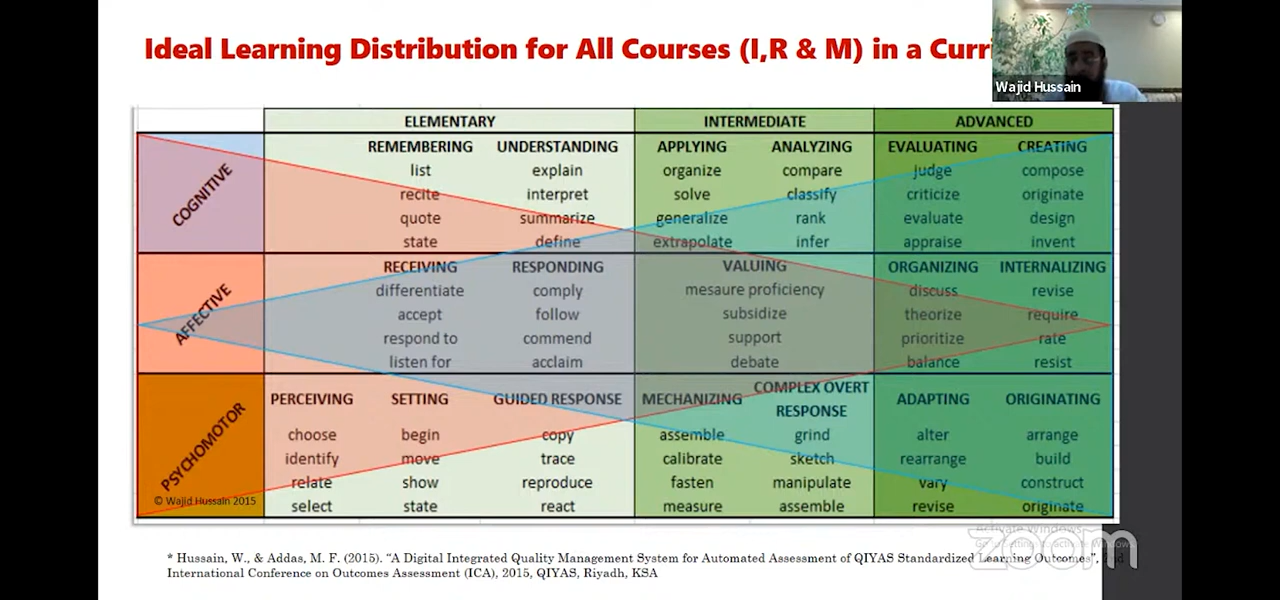 Ideal Learning Distribution for All Courses (I,R & M) in a Curri
Wajid Hussain
ELEMENTARY INTERMEDIATE ADVANCED
COGNITIVE
REMEMBERING UNDERSTANDING APPLYING ANALYZING EVALUATING CREATING
list explain organize compare judge compose
recite interpret solve classify criticize originate
quote summarize generalize rank evaluate design
state define extrapolate infer appraise invent
AFFECTIVE
RECEIVING RESPONDING VALUING ORGANIZING INTERNALIZING
differentiate comply mesaure proficiency discuss revise
accept follow subsidize theorize require
respond to commend support prioritize rate
listen for acclaim debate balance resist
PSYCHOMOTOR
PERCEIVING SETTING GUIDED RESPONSE MECHANIZING COMPLEX OVERT RESPONSE ADAPTING ORIGINATING
choose begin copy assemble grind alter arrange
identify move trace calibrate sketch rearrange build
relate show reproduce fasten manipulate vary construct
select state react measure assemble revise originate
© Wajid Hussain 2015
Activate Windows
zoom
* Hussain, W., & Addas, M. F. (2015). "A Digital Integrated Quality Management System for Automated Assessment of QIYAS Standardized Learning Outcomes",
International Conference on Outcomes Assessment (ICA), 2015, QIYAS, Riyadh, KSA